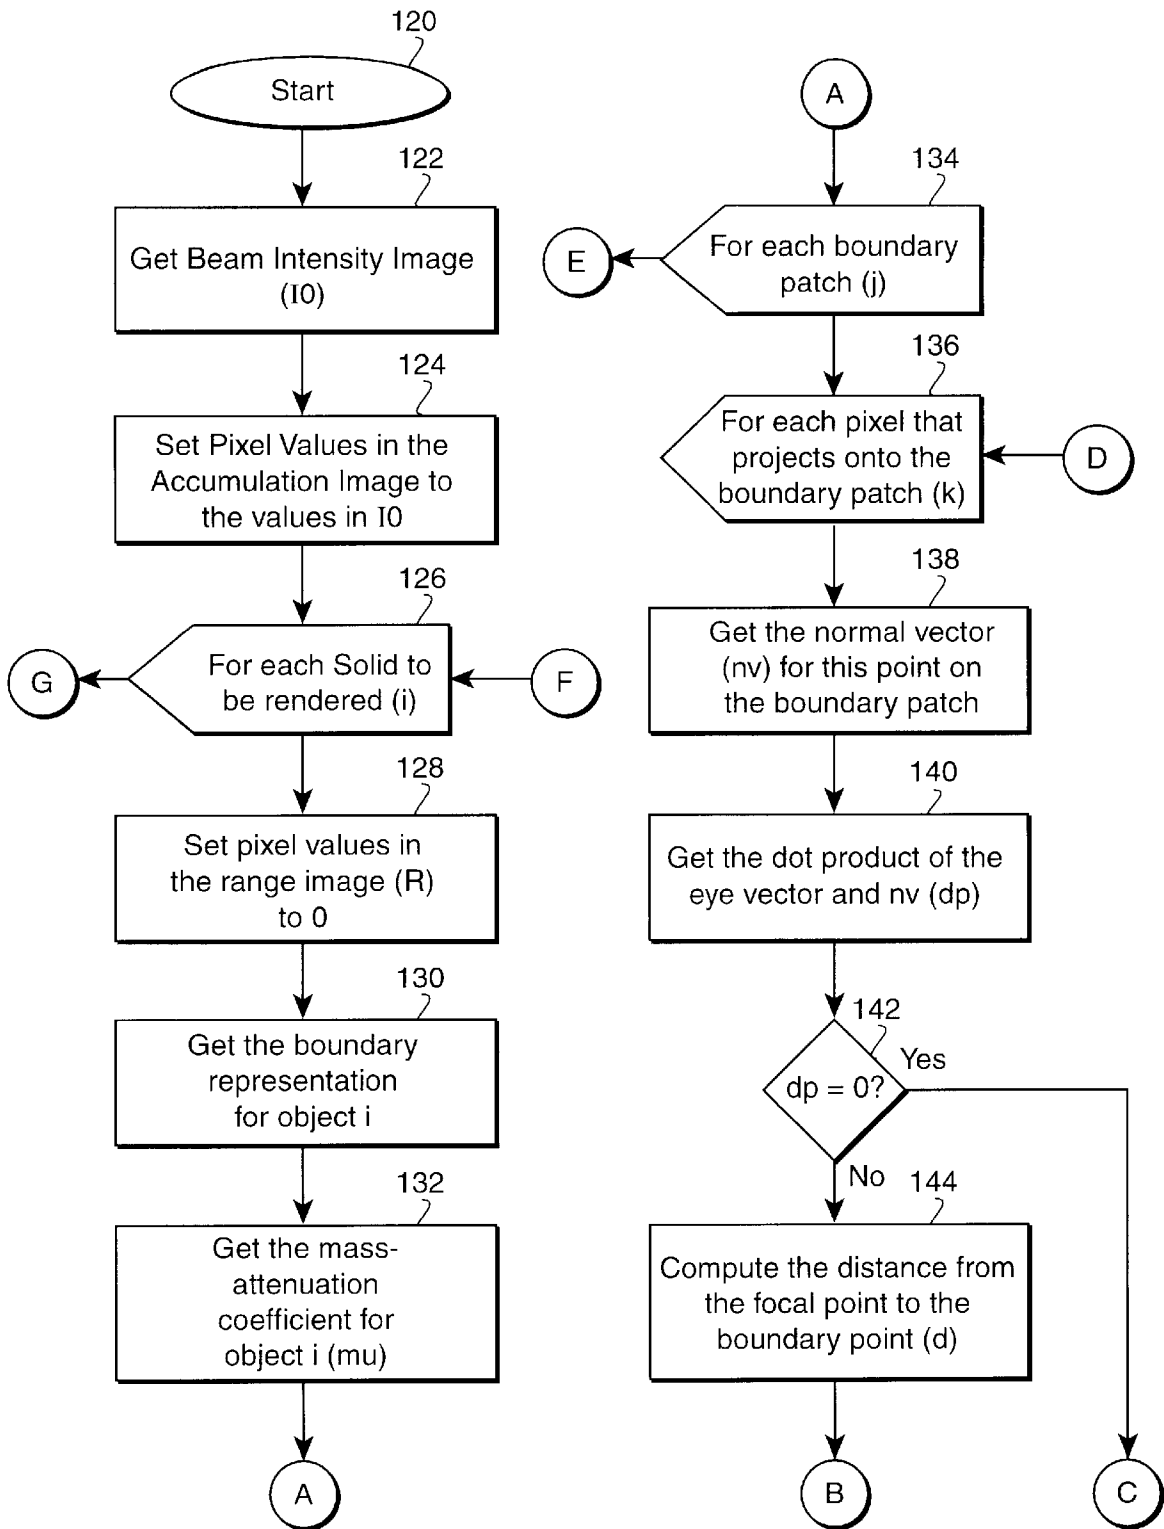 120
Start
122
Get Beam Intensity Image
(I0)
124
Set Pixel Values in the
Accumulation Image to
the values in I0
126
For each Solid to
be rendered (i)
G
F
128
Set pixel values in
the range image (R)
to 0
130
Get the boundary
representation
for object i
132
Get the mass-
attenuation
coefficient for
object i (mu)
A
A
134
For each boundary
patch (j)
E
136
For each pixel that
projects onto the
boundary patch (k)
D
138
Get the normal vector
(nv) for this point on
the boundary patch
140
Get the dot product of the
eye vector and nv (dp)
142
dp = 0?
Yes
No
144
Compute the distance from
the focal point to the
boundary point (d)
B
C